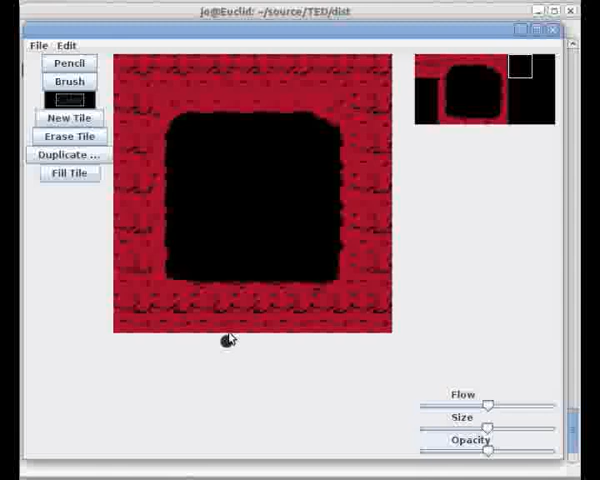 jo@Euclid: ~/source/TED/dist
File Edit
Pencil
Brush
New Tile
Erase Tile
Duplicate ...
Fill Tile
Flow
Size
Opacity